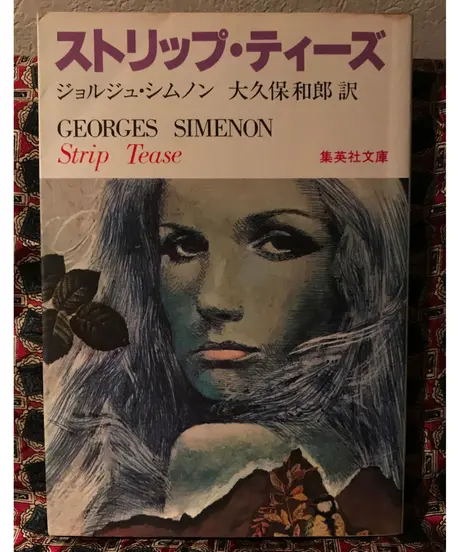 ストリップ・ティーズ
ジョルジュ・シムノン 大久保和郎 訳
GEORGES SIMENON
Strip Tease
集英社文庫